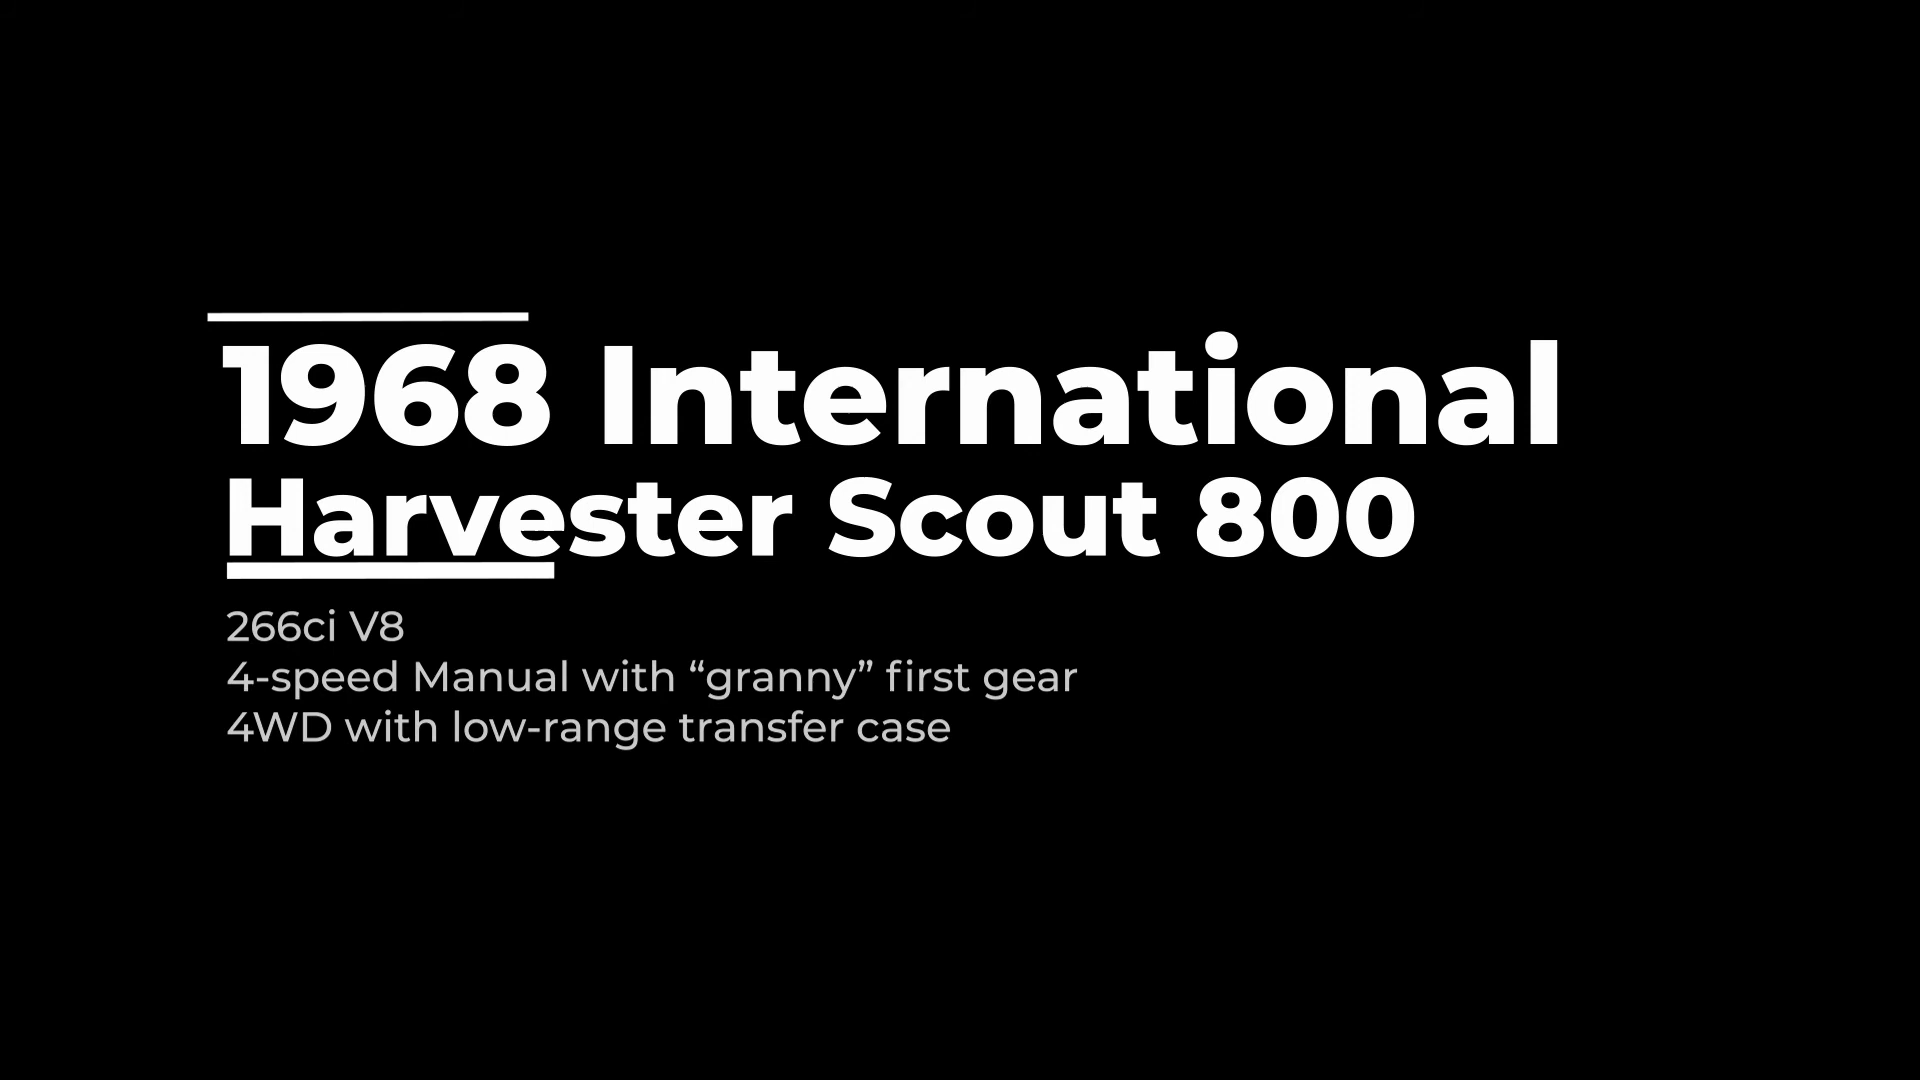 1968 International
Harvester Scout 800
266ci V8
4-speed Manual with “granny” first gear
4WD with low-range transfer case